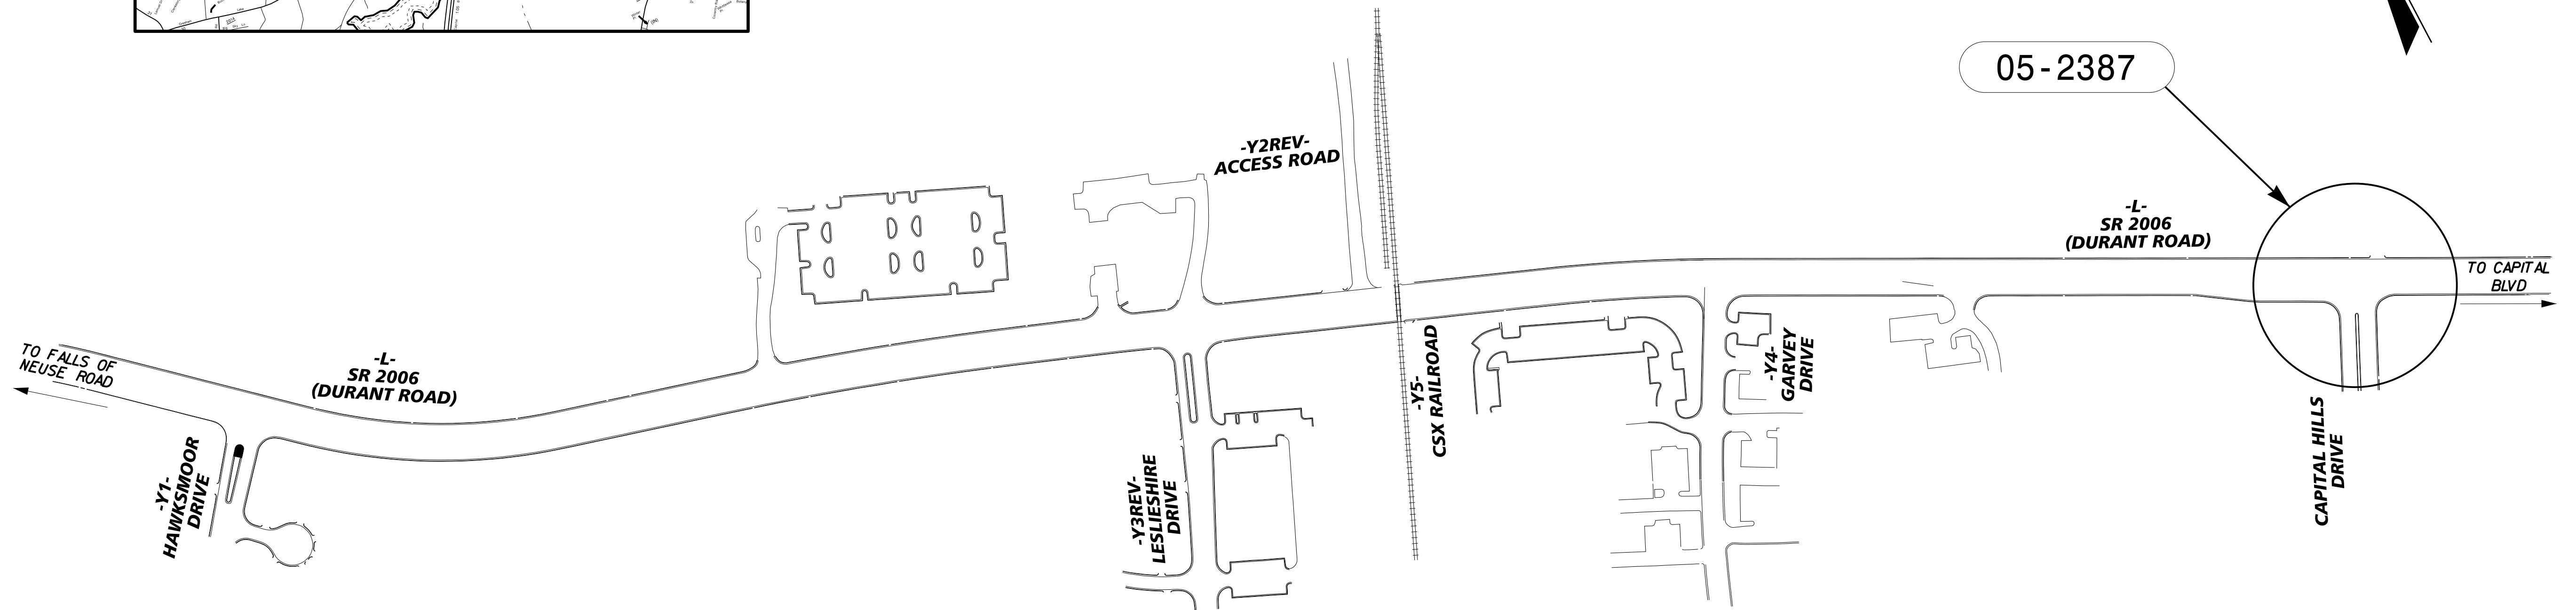 05-2387
-Y2REV-
ACCESS ROAD
-L-
SR 2006
(DURANT ROAD)
TO CAPITAL
BLVD
TO FALLS OF
NEUSE ROAD
-L-
SR 2006
(DURANT ROAD)
-Y1-
HAWKSMOOR
DRIVE
-Y3REV-
LESLIESHIRE
DRIVE
-Y5-
CSX RAILROAD
-Y4-
GARVEY
DRIVE
CAPITAL HILLS
DRIVE